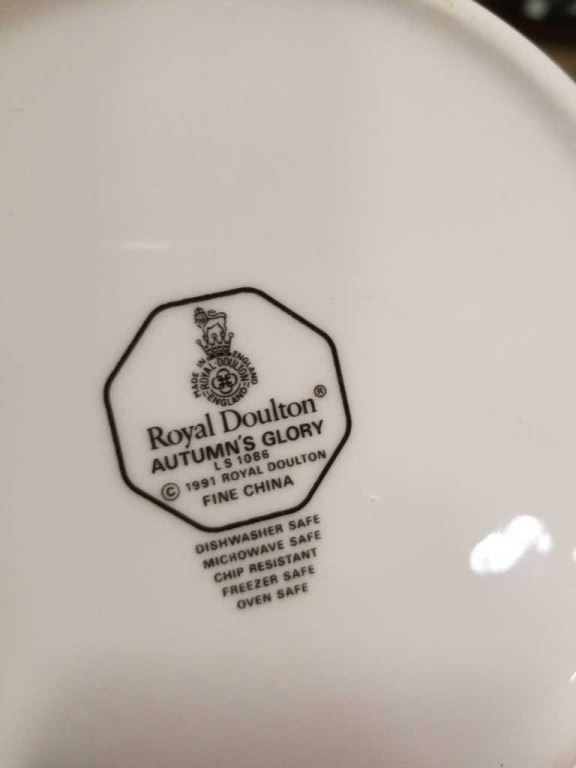 MADE IN ENGLAND
ROYAL·DOULTON
ENGLAND
Royal Doulton®
AUTUMN'S GLORY
LS 1086
© 1991 ROYAL DOULTON
FINE CHINA
DISHWASHER SAFE
MICROWAVE SAFE
CHIP RESISTANT
FREEZER SAFE
OVEN SAFE